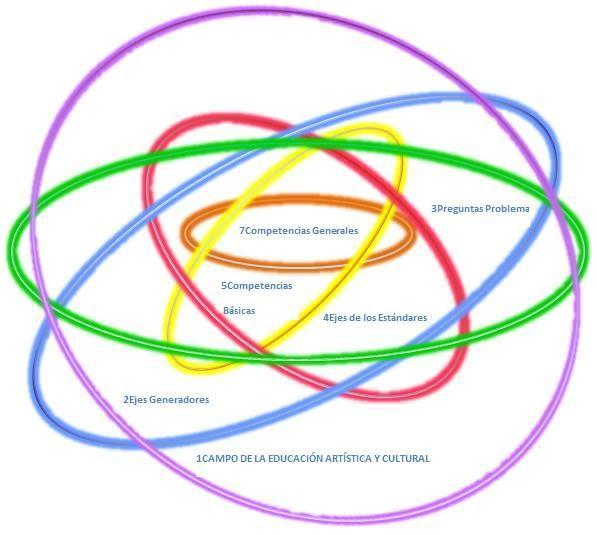 3Preguntas Problema
7Competencias Generales
5Competencias
Básicas
4Ejes de los Estándares
2Ejes Generadores
1CAMPO DE LA EDUCACIÓN ARTÍSTICA Y CULTURAL